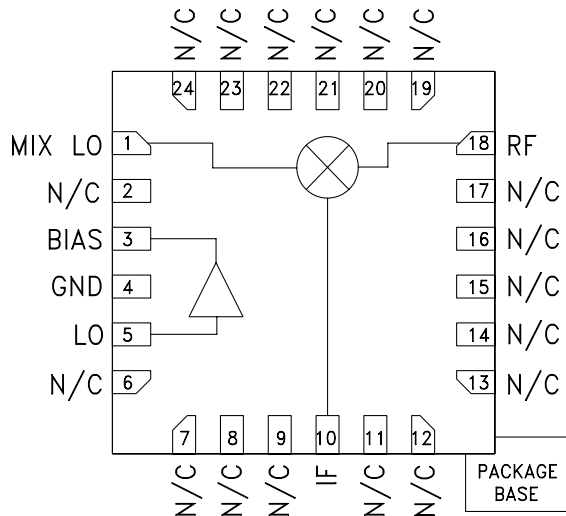 N/C N/C N/C N/C N/C N/C
24 23 22 21 20 19
MIX LO 1 18 RF
N/C 2 17 N/C
BIAS 3 16 N/C
GND 4 15 N/C
LO 5 14 N/C
N/C 6 13 N/C
7 8 9 10 11 12
N/C N/C N/C IF N/C N/C
PACKAGE
BASE